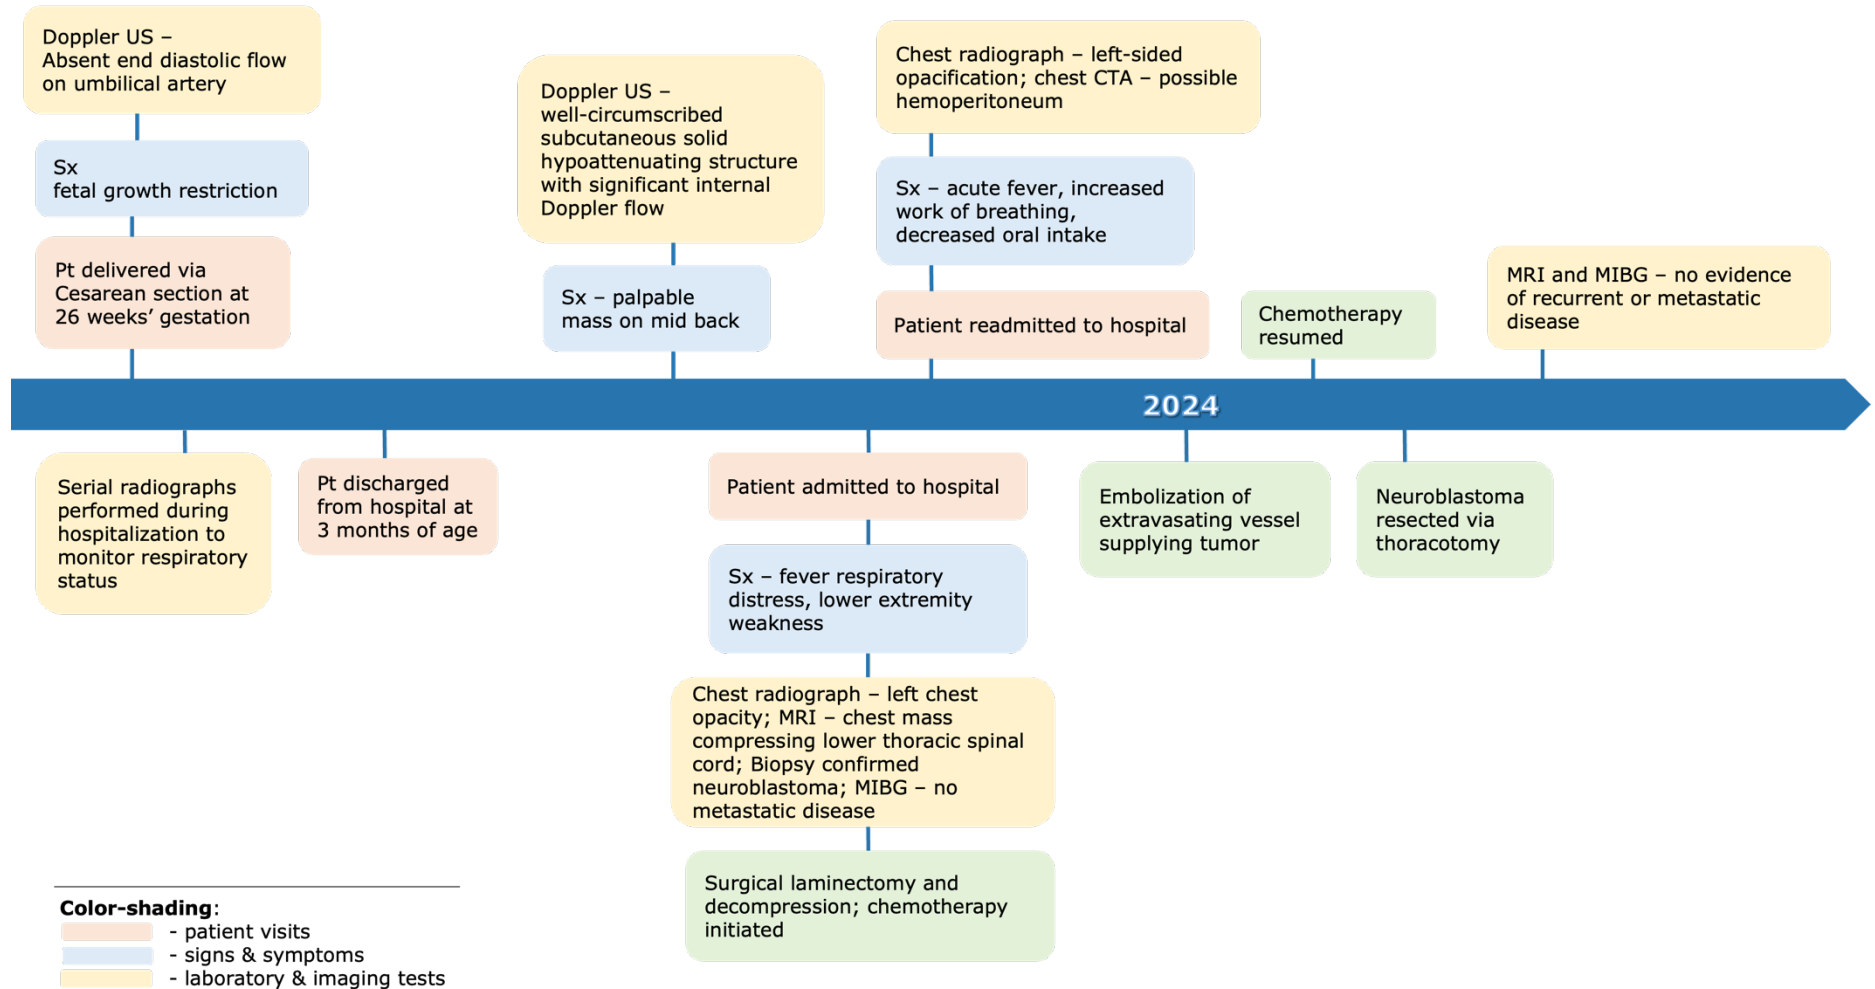 Doppler US –
Absent end diastolic flow
on umbilical artery
Sx
fetal growth restriction
Pt delivered via
Cesarean section at
26 weeks’ gestation
Doppler US –
well-circumscribed
subcutaneous solid
hypoattenuating structure
with significant internal
Doppler flow
Sx – palpable
mass on mid back
Chest radiograph – left-sided
opacification; chest CTA – possible
hemoperitoneum
Sx – acute fever, increased
work of breathing,
decreased oral intake
Patient readmitted to hospital
Chemotherapy
resumed
MRI and MIBG – no evidence
of recurrent or metastatic
disease
2024
Serial radiographs
performed during
hospitalization to
monitor respiratory
status
Pt discharged
from hospital at
3 months of age
Patient admitted to hospital
Sx – fever respiratory
distress, lower extremity
weakness
Chest radiograph – left chest
opacity; MRI – chest mass
compressing lower thoracic spinal
cord; Biopsy confirmed
neuroblastoma; MIBG – no
metastatic disease
Surgical laminectomy and
decompression; chemotherapy
initiated
Embolization of
extravasating vessel
supplying tumor
Neuroblastoma
resected via
thoracotomy
Color-shading:
- patient visits
- signs & symptoms
- laboratory & imaging tests